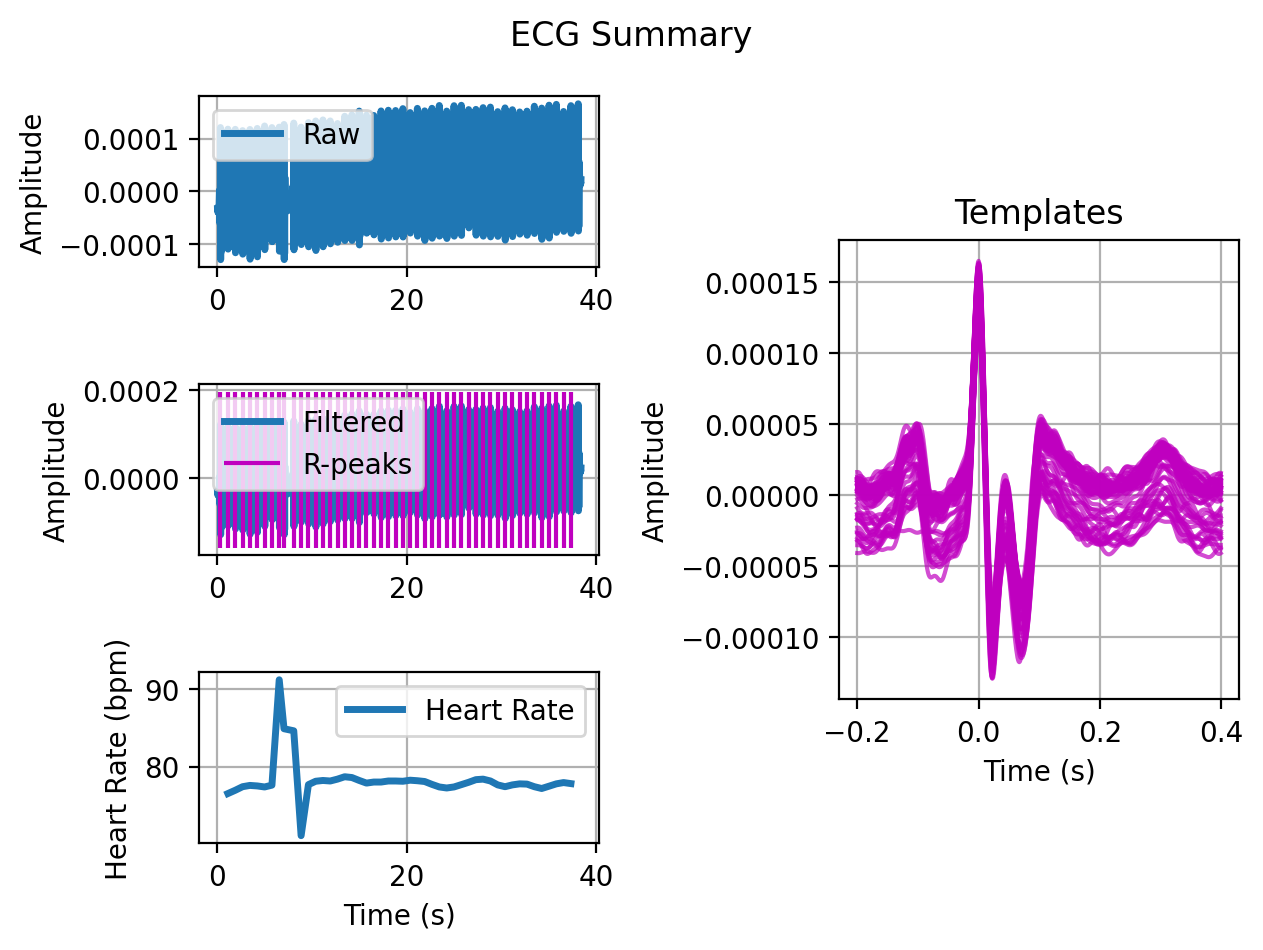 ECG Summary
Amplitude
0.0001
0.0000
−0.0001
Raw
0
20
40
Amplitude
0.0002
0.0000
Filtered
R-peaks
0
20
40
Heart Rate (bpm)
90
80
Heart Rate
0
20
40
Time (s)
Templates
Amplitude
0.00015
0.00010
0.00005
0.00000
−0.00005
−0.00010
−0.2
0.0
0.2
0.4
Time (s)